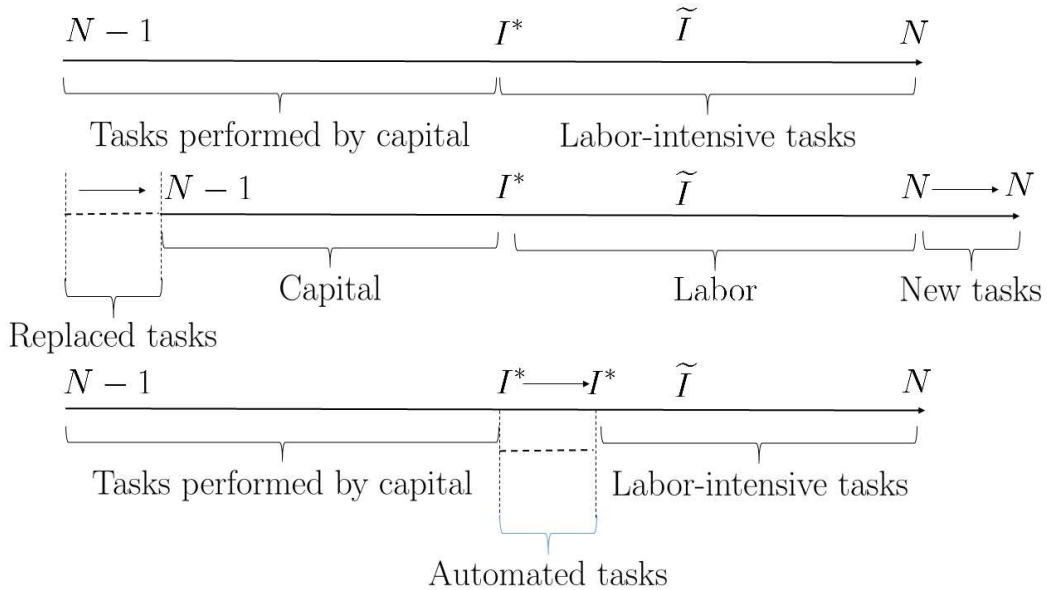 N − 1 I* Ĩ N
Tasks performed by capital Labor-intensive tasks
N − 1 I* Ĩ N N
Capital Labor New tasks
Replaced tasks
N − 1 I* I* Ĩ N
Tasks performed by capital Labor-intensive tasks
Automated tasks